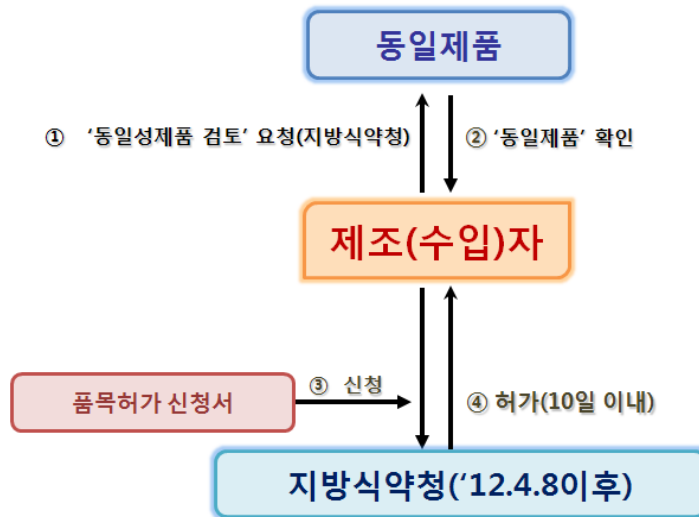 동일제품
① ‘동일성제품 검토’ 요청(지방식약청)
② ‘동일제품’ 확인
제조(수입)자
품목허가 신청서
③ 신청
④ 허가(10일 이내)
지방식약청(‘12.4.8이후)